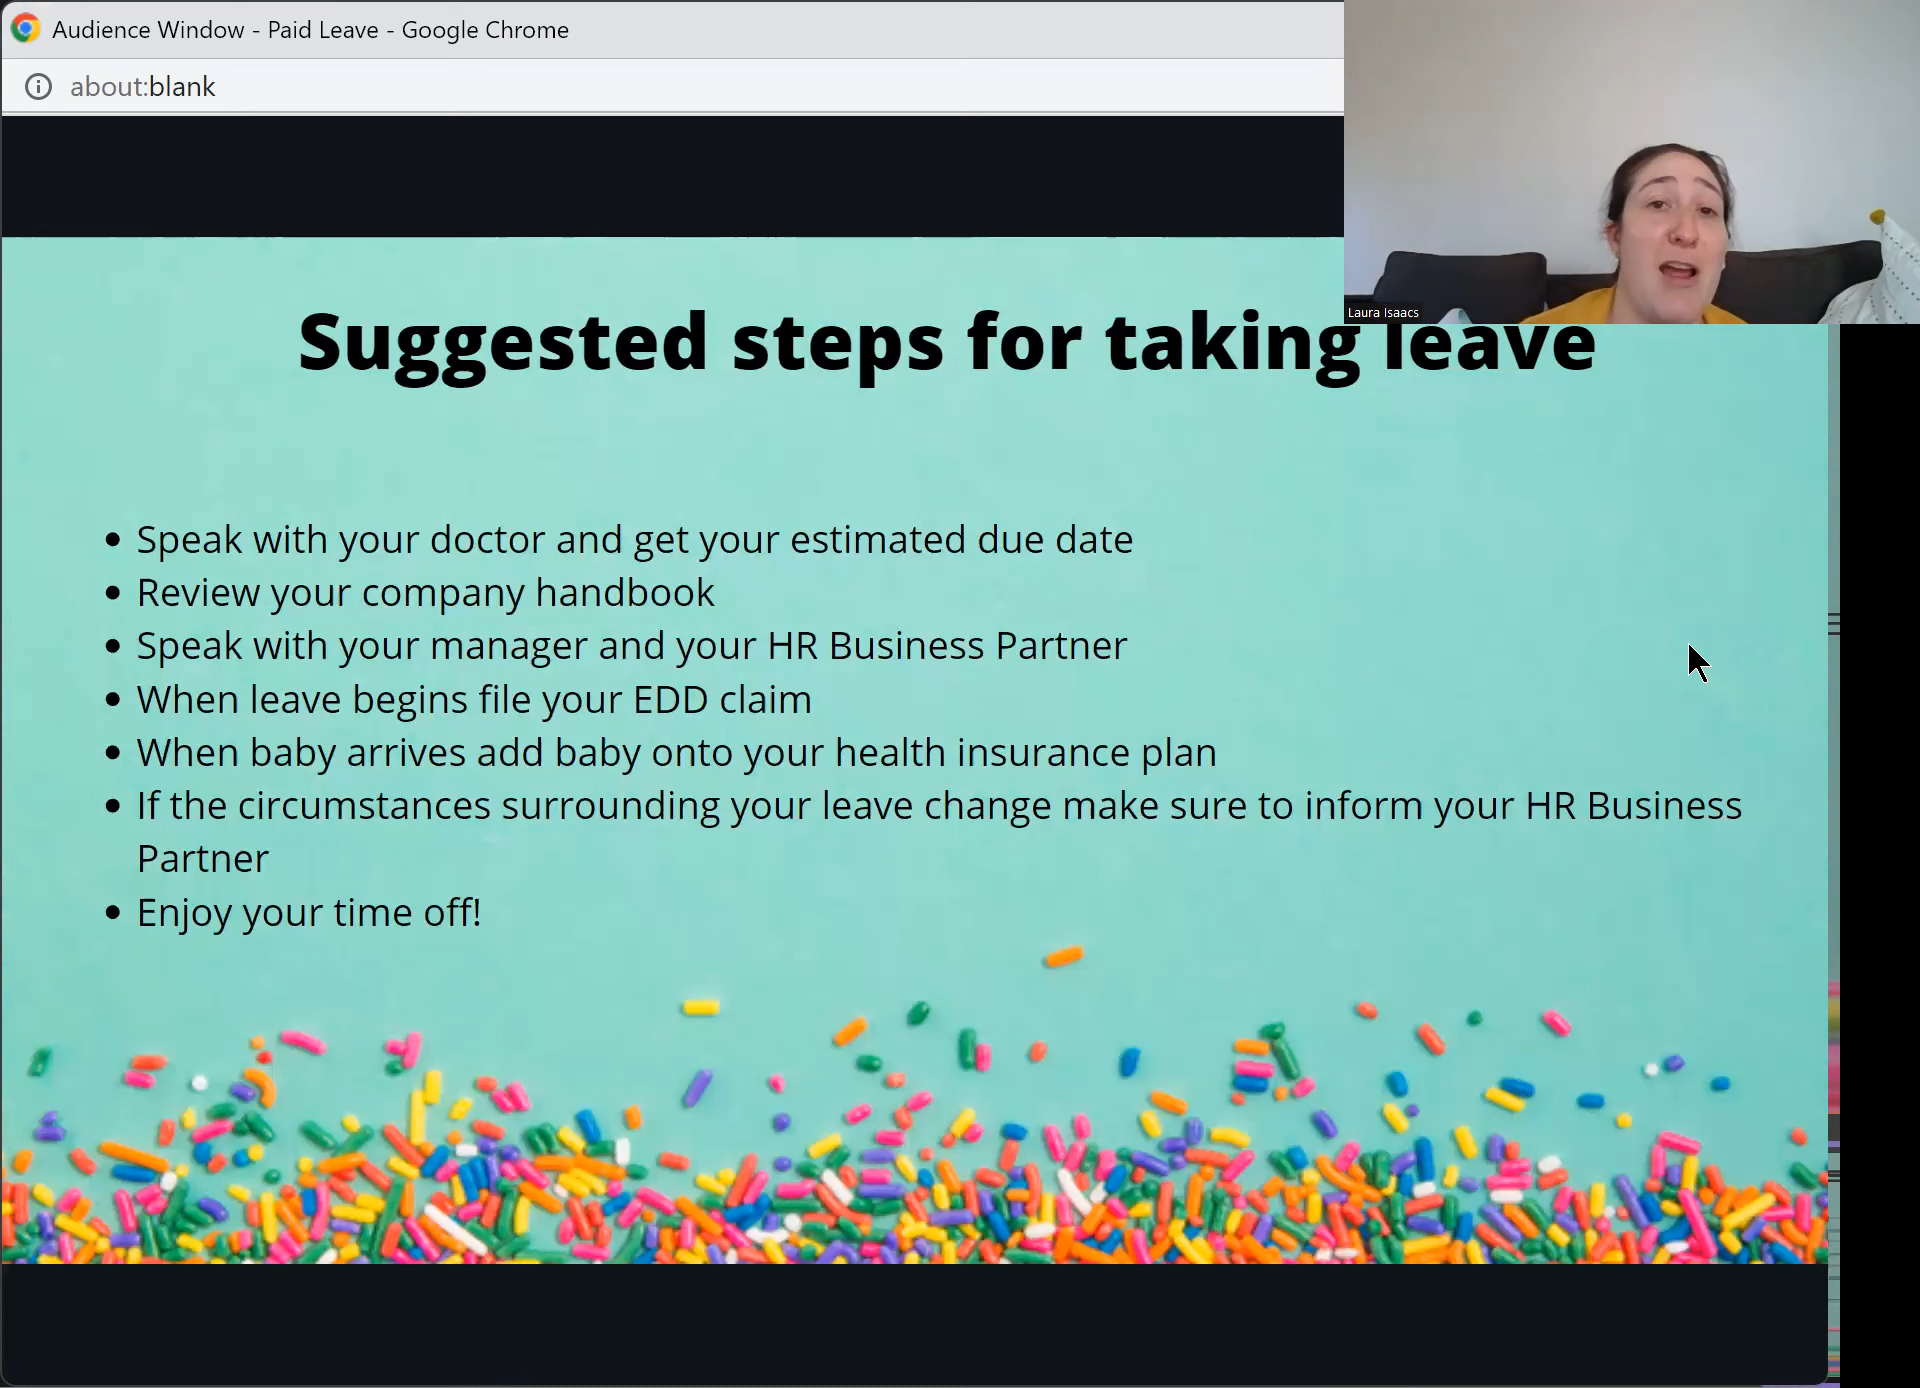 Audience Window - Paid Leave - Google Chrome
about:blank
Laura Isaacs
Suggested steps for taking leave
• Speak with your doctor and get your estimated due date
• Review your company handbook
• Speak with your manager and your HR Business Partner
• When leave begins file your EDD claim
• When baby arrives add baby onto your health insurance plan
• If the circumstances surrounding your leave change make sure to inform your HR Business
Partner
• Enjoy your time off!